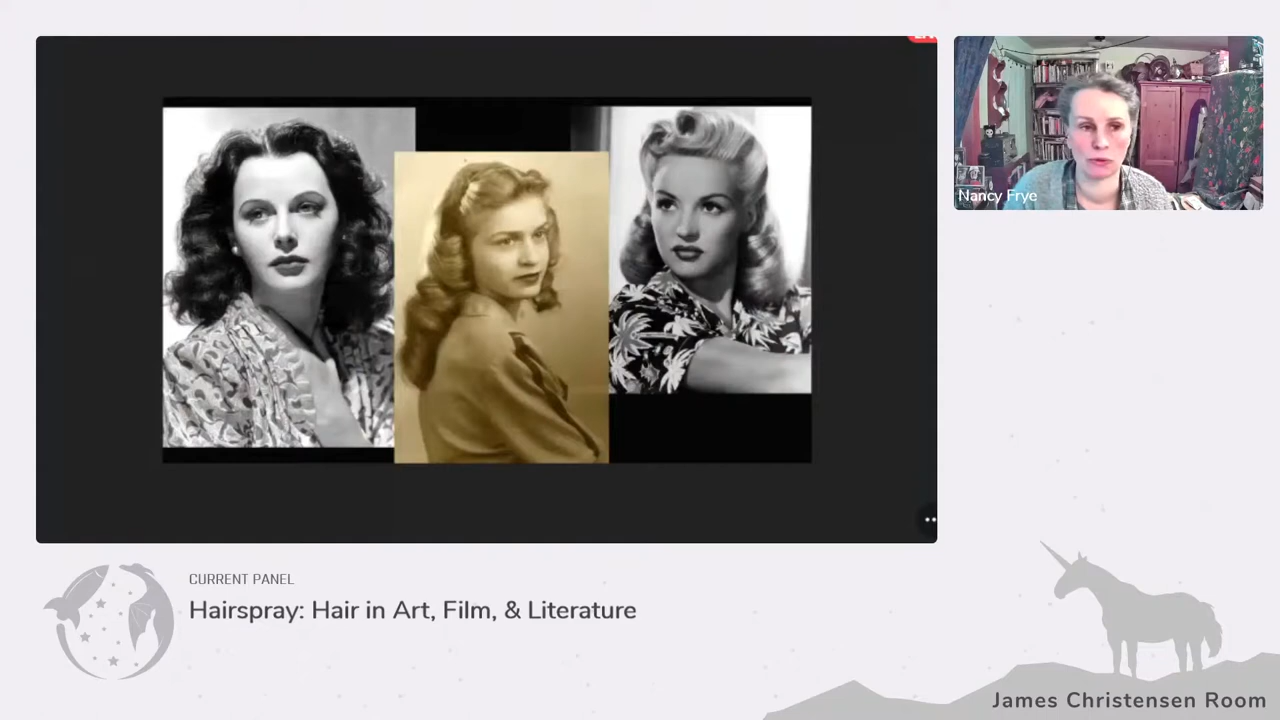 Nancy Frye
CURRENT PANEL
Hairspray: Hair in Art, Film, & Literature
James Christensen Room